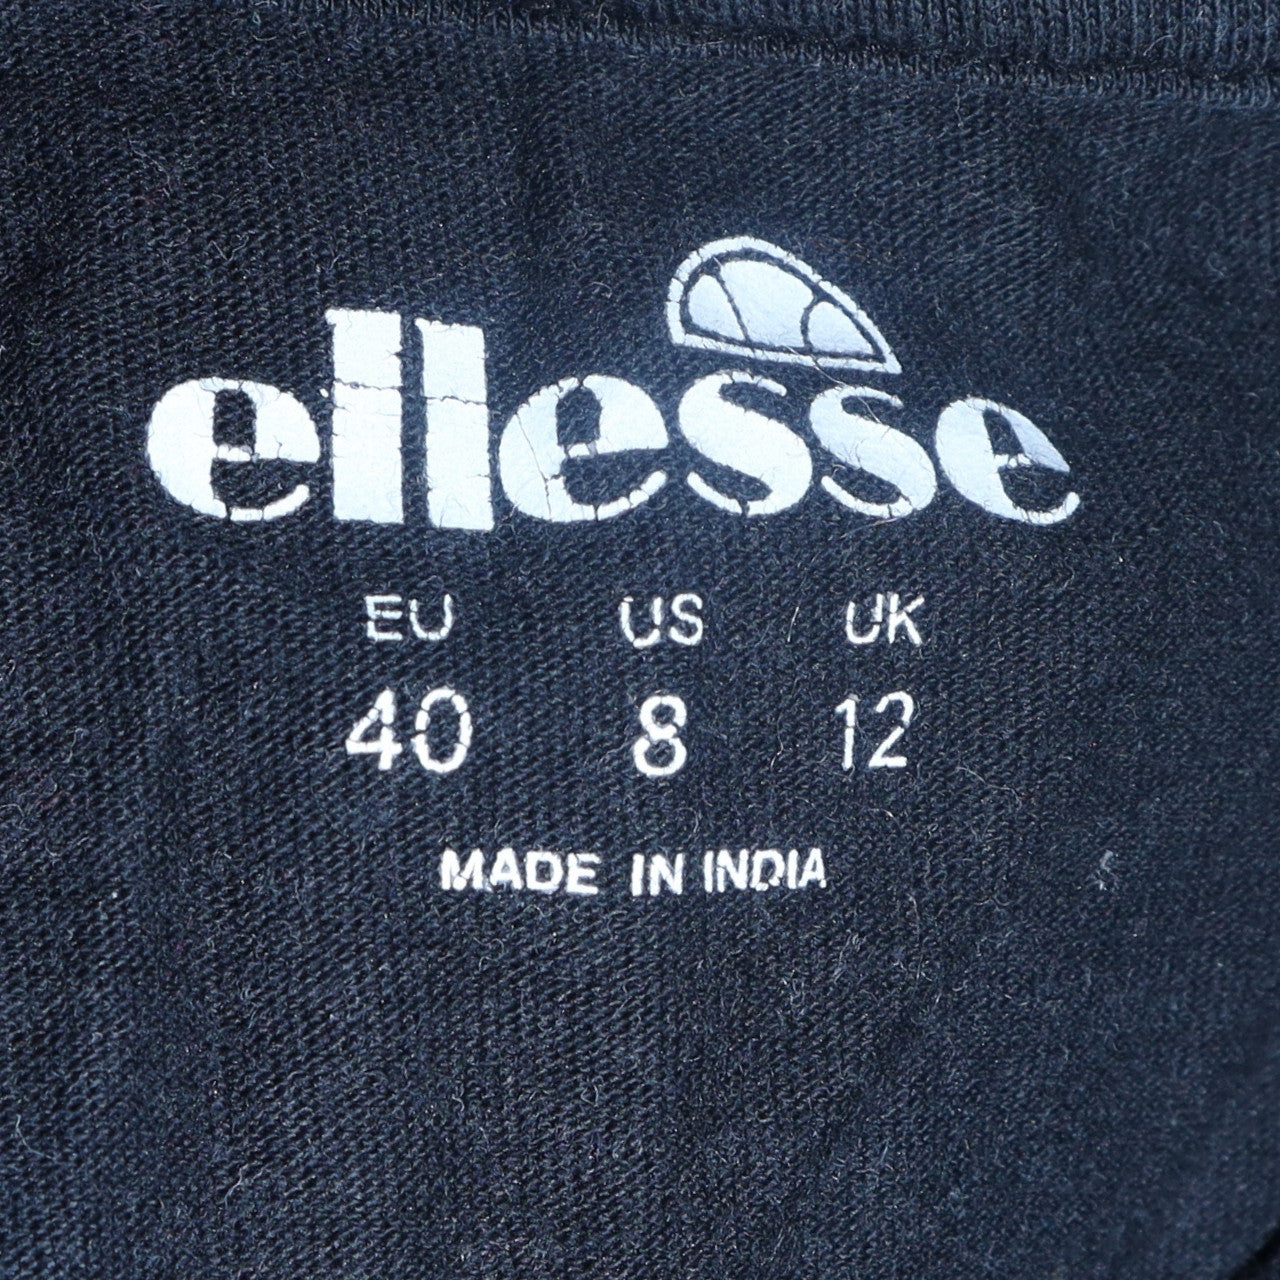 ellesse
EU US UK
40 8 12
MADE IN INDIA